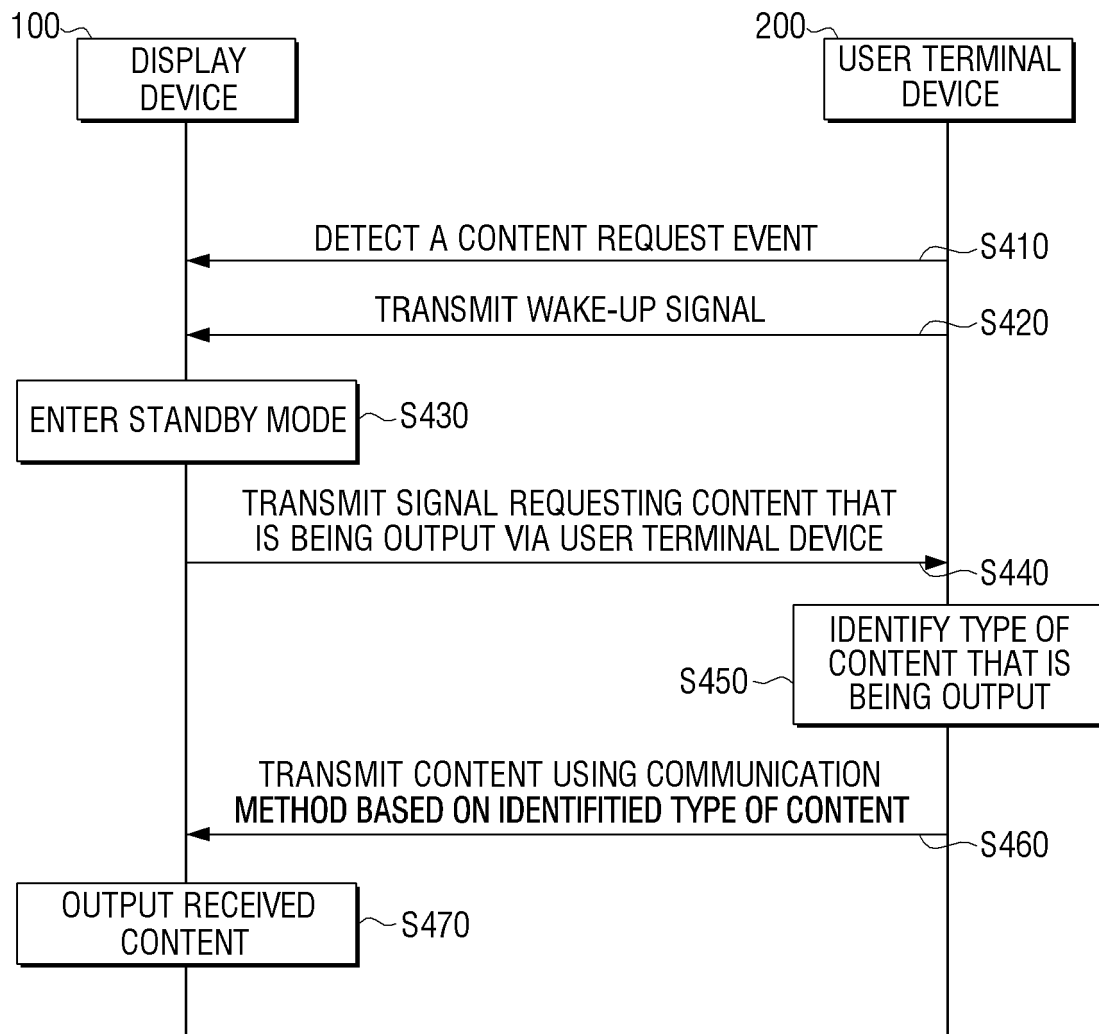 100
DISPLAY
DEVICE
200
USER TERMINAL
DEVICE
DETECT A CONTENT REQUEST EVENT
S410
TRANSMIT WAKE-UP SIGNAL
S420
ENTER STANDBY MODE
S430
TRANSMIT SIGNAL REQUESTING CONTENT THAT
IS BEING OUTPUT VIA USER TERMINAL DEVICE
S440
IDENTIFY TYPE OF
CONTENT THAT IS
BEING OUTPUT
S450
TRANSMIT CONTENT USING COMMUNICATION
METHOD BASED ON IDENTIFITIED TYPE OF CONTENT
S460
OUTPUT RECEIVED
CONTENT
S470